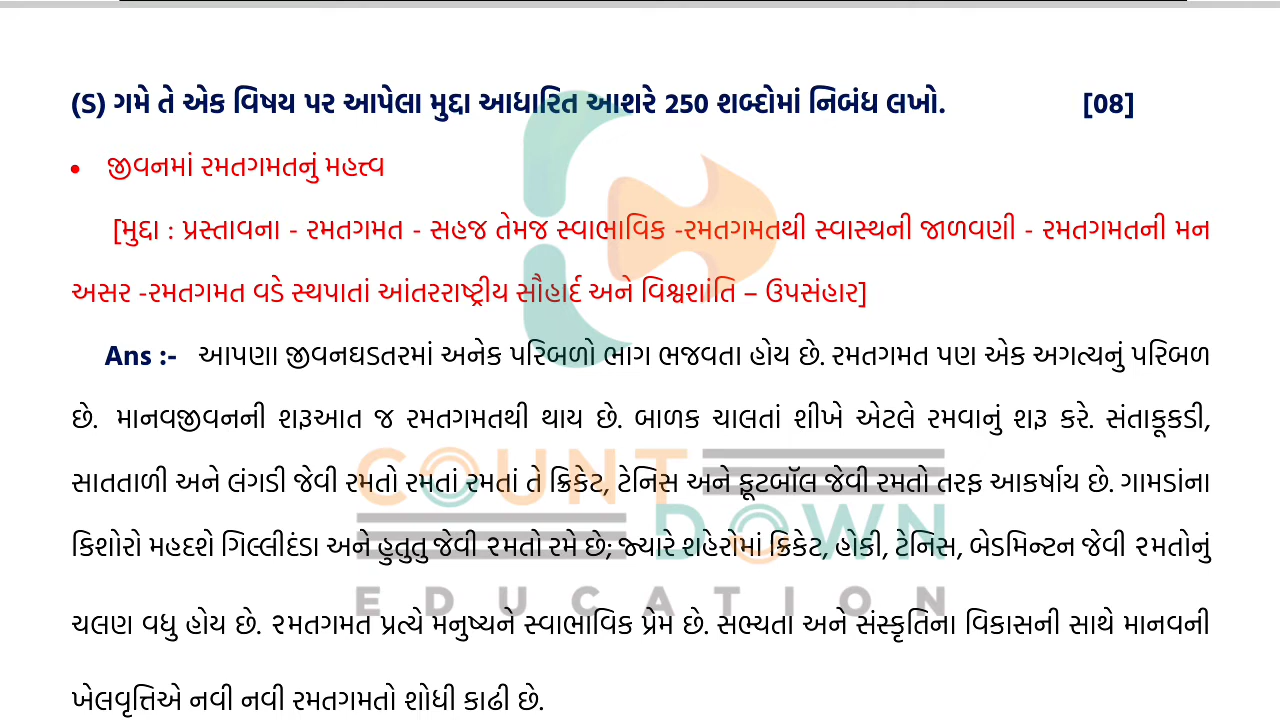 (S) ગમે તે એક વિષય પર આપેલા મુદ્દા આધારિત આશરે 250 શબ્દોમાં નિબંધ લખો. [08]
• જીવનમાં રમતગમતનું મહત્ત્વ
[મુદ્દા : પ્રસ્તાવના - રમતગમત - સહજ તેમજ સ્વાભાવિક -રમતગમતથી સ્વાસ્થની જાળવણી - રમતગમતની મન
અસર -રમતગમત વડે સ્થપાતાં આંતરરાષ્ટ્રીય સૌહાર્દ અને વિશ્વશાંતિ – ઉપસંહાર]
Ans :- આપણા જીવનઘડતરમાં અનેક પરિબળો ભાગ ભજવતા હોય છે. રમતગમત પણ એક અગત્યનું પરિબળ
છે. માનવજીવનની શરૂઆત જ રમતગમતથી થાય છે. બાળક ચાલતાં શીખે એટલે રમવાનું શરૂ કરે. સંતાકૂકડી,
સાતતાળી અને લંગડી જેવી રમતો રમતાં રમતાં તે ક્રિકેટ, ટેનિસ અને ફૂટબૉલ જેવી રમતો તરફ આકર્ષાય છે. ગામડાંના
કિશોરો મહદશે ગિલ્લીદંડા અને હુતુતુ જેવી રમતો રમે છે; જ્યારે શહેરોમાં ક્રિકેટ, હોકી, ટેનિસ, બેડમિન્ટન જેવી રમતોનું
ચલણ વધુ હોય છે. રમતગમત પ્રત્યે મનુષ્યને સ્વાભાવિક પ્રેમ છે. સભ્યતા અને સંસ્કૃતિના વિકાસની સાથે માનવની
ખેલવૃત્તિએ નવી નવી રમતગમતો શોધી કાઢી છે.
COUNT
DOWN
EDUCATION